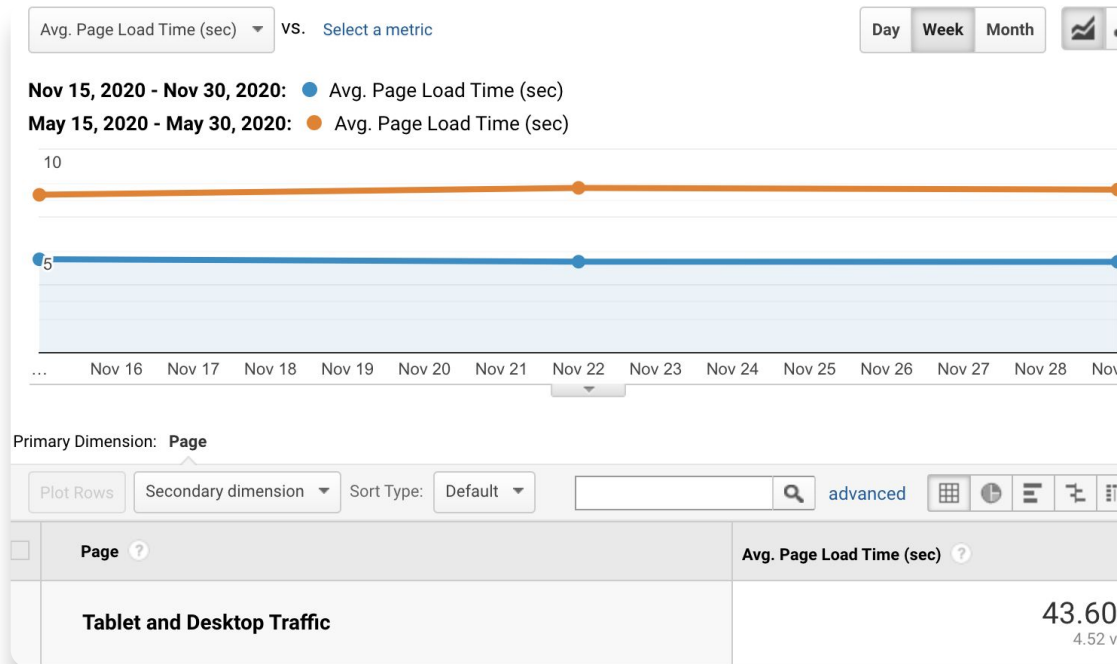 Avg. Page Load Time (sec) VS. Select a metric Day Week Month
Nov 15, 2020 - Nov 30, 2020: Avg. Page Load Time (sec)
May 15, 2020 - May 30, 2020: Avg. Page Load Time (sec)
10
5
... Nov 16 Nov 17 Nov 18 Nov 19 Nov 20 Nov 21 Nov 22 Nov 23 Nov 24 Nov 25 Nov 26 Nov 27 Nov 28 Nov
Primary Dimension: Page
Plot Rows Secondary dimension Sort Type: Default advanced
Page ? Avg. Page Load Time (sec) ?
Tablet and Desktop Traffic 43.60
4.52 v